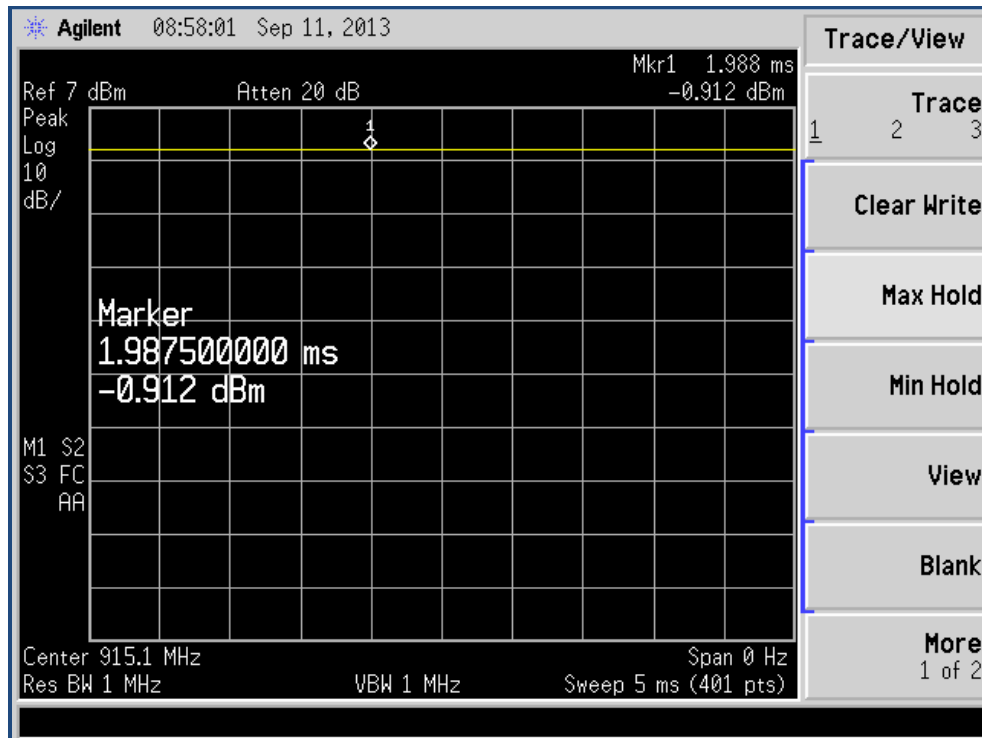 Agilent 08:58:01 Sep 11, 2013
Trace/View
Mkr1 1.988 ms
Ref 7 dBm Atten 20 dB -0.912 dBm
Peak
Log
10
dB/
1
Marker
1.987500000 ms
-0.912 dBm
M1 S2
S3 FC
AA
Center 915.1 MHz Span 0 Hz
Res BW 1 MHz VBW 1 MHz Sweep 5 ms (401 pts)
Trace
1 2 3
Clear Write
Max Hold
Min Hold
View
Blank
More
1 of 2